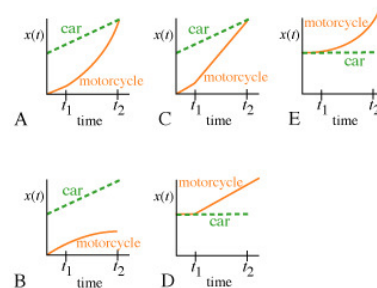 x(t)
car
motorcycle
t1
t2
time
A
x(t)
car
motorcycle
t1
t2
time
C
motorcycle
x(t)
car
t1
t2
time
E
x(t)
car
motorcycle
t1
t2
time
B
motorcycle
x(t)
car
t1
t2
time
D